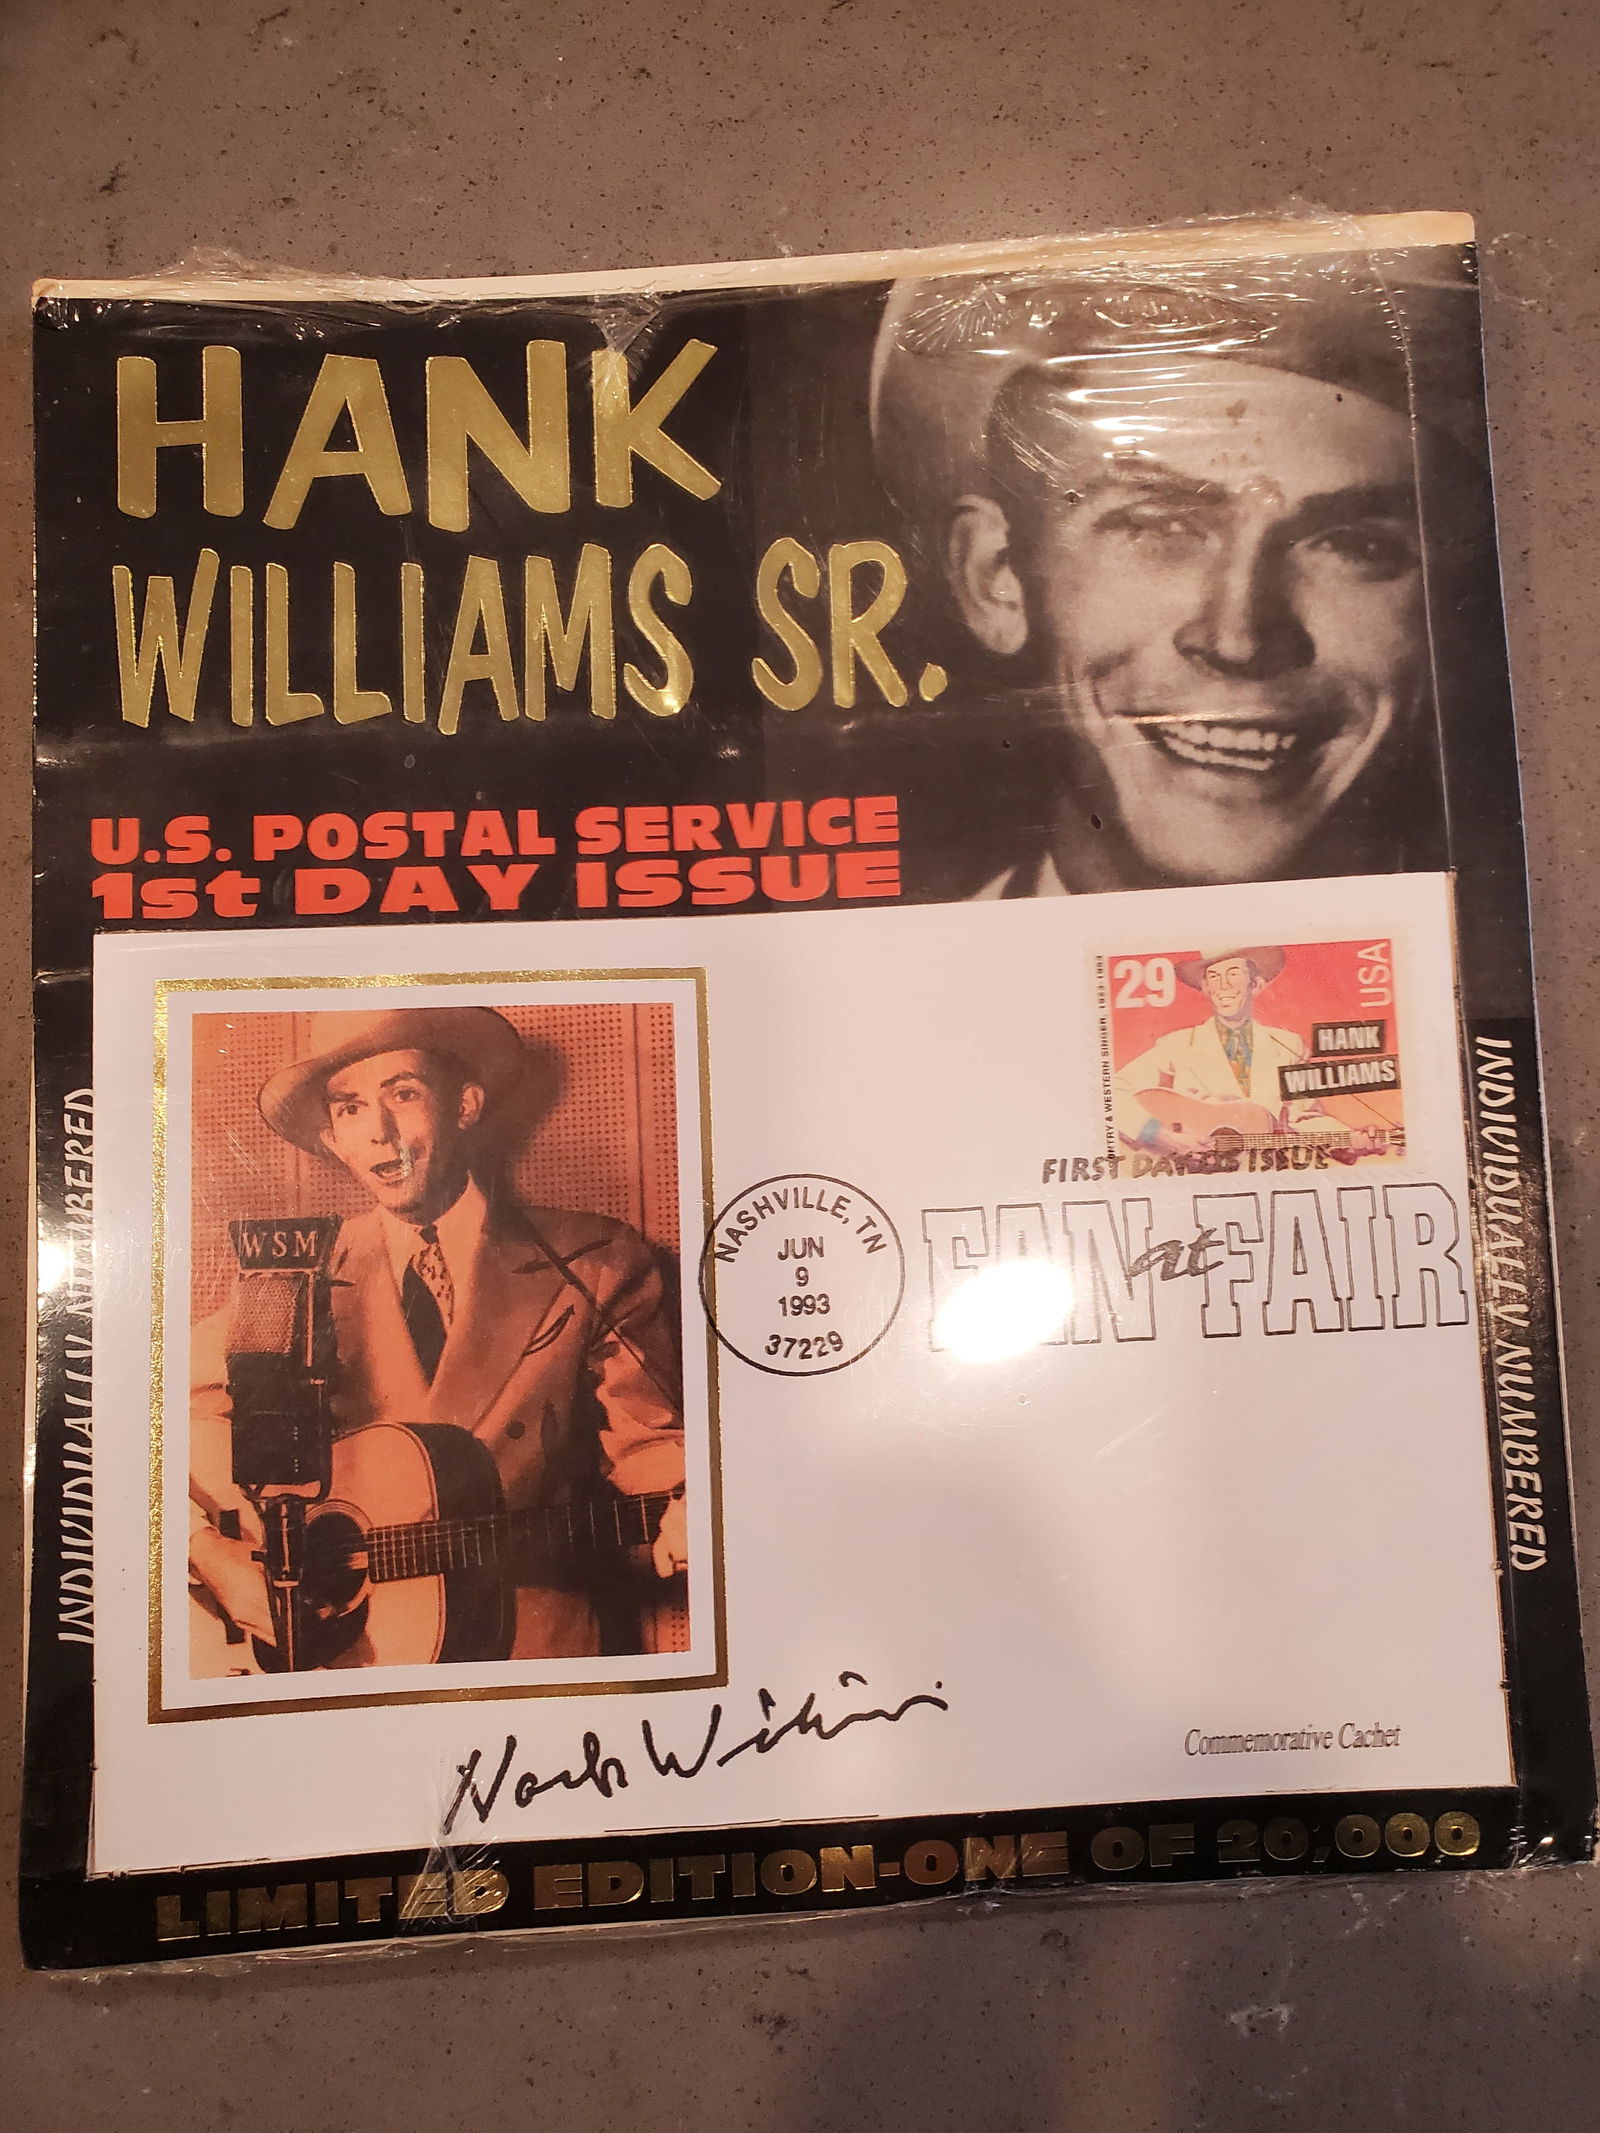 HANK
WILLIAMS SR.
U.S. POSTAL SERVICE
1st DAY ISSUE
INDIVIDUALLY NUMBERED
WSM
29
USA
HANK
WILLIAMS
& WESTERN SINGER, 1923-1953
FIRST DAY OF ISSUE
NASHVILLE, TN
JUN
9
1993
37229
at
FAN FAIR
INDIVIDUALLY NUMBERED
Hank Williams
Commemorative Cachet
LIMITED EDITION-ONE OF 20,000